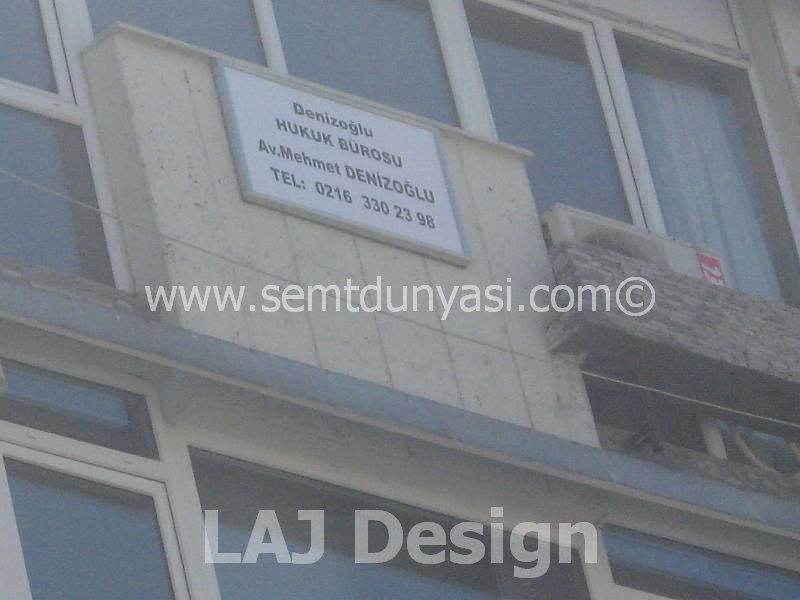 Denizoğlu
HUKUK BÜROSU
Av.Mehmet DENİZOĞLU
TEL: 0216 330 23 98
www.semtdunyasi.com©
LAJ Design